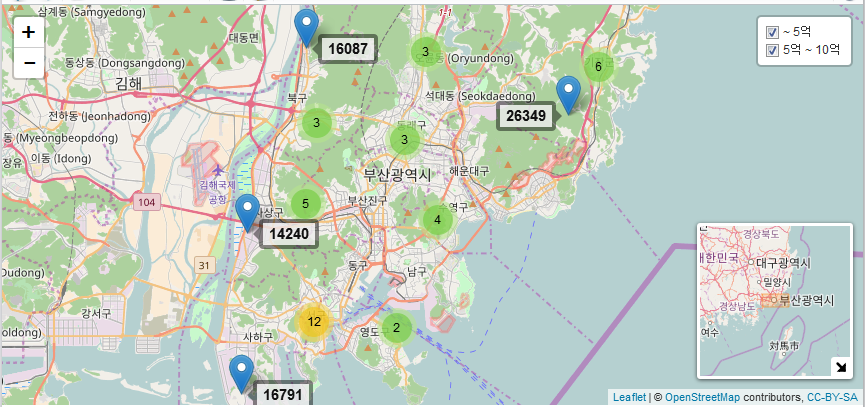 삼계동 (Samgyedong)
1·1
+
−
대동면
16087
3
(Oryundong)
~ 5억
5억 ~ 10억
동상동 (Dongsangdong)
6
김해
북구
석대동 (Seokdaedong)
26349
전하동 (Jeonhadong)
3
동 (Myeongbeopdong)
3
장유
이동 (Idong)
김해국제
공항
부산광역시
해운대구
104
5
부산진구
사상구
4
수영구
14240
31
동구
남구
Dudong)
강서구
12
영도구
2
oldong)
사하구
16791
경상북도
대한민국
대구광역시
밀양시
경상남도
부산광역시
여수
対馬市
Leaflet | © OpenStreetMap contributors, CC-BY-SA